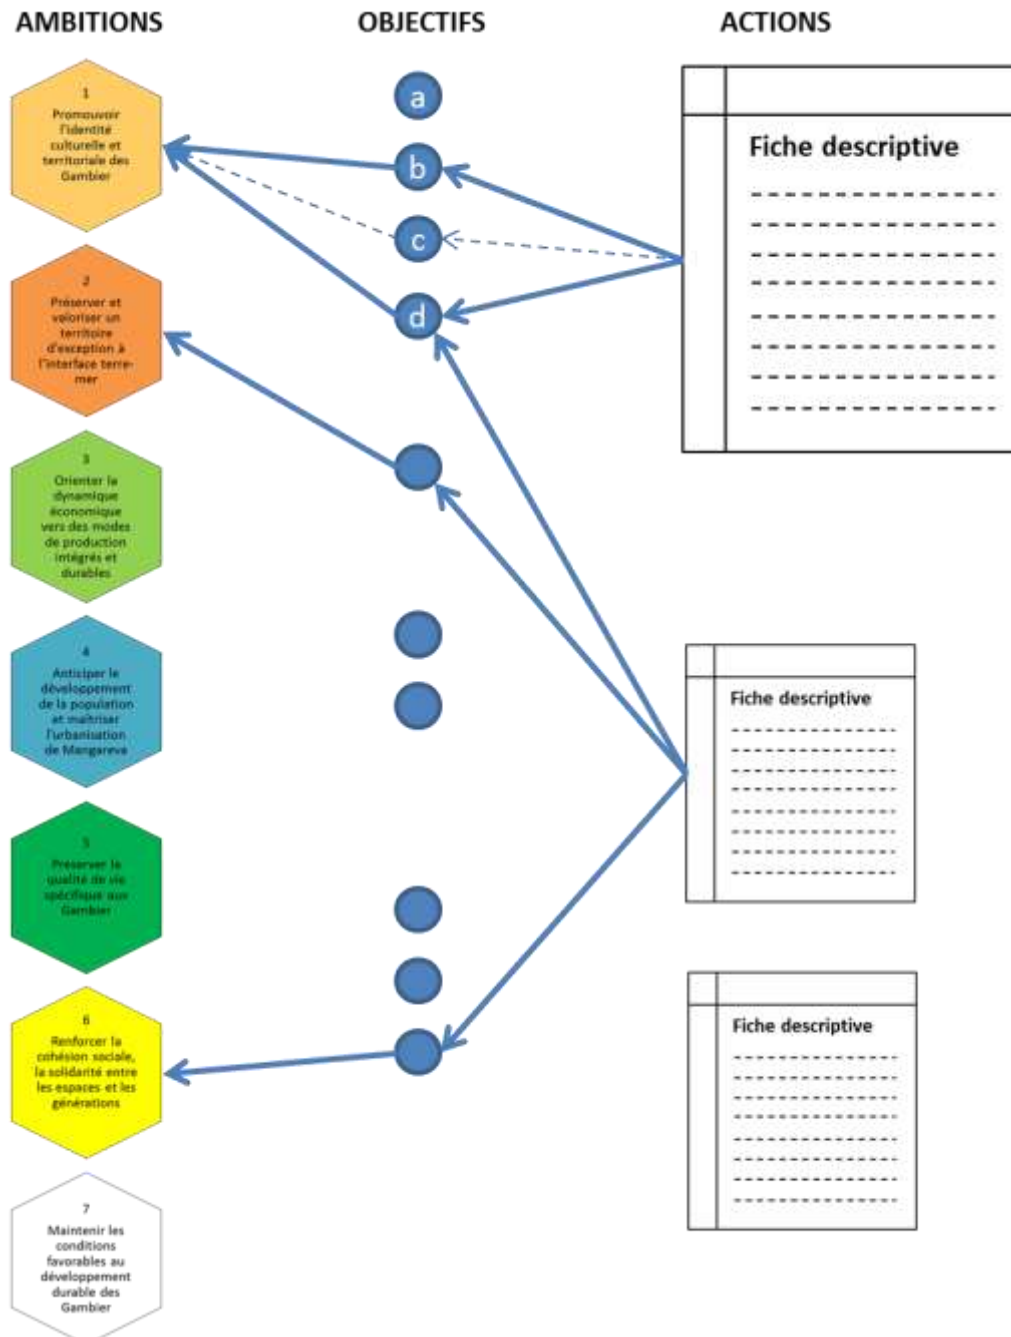 AMBITIONS
OBJECTIFS
ACTIONS
1
Promouvoir
l'identité
culturelle et
territoriale des
Gambier
2
Préserver et
valoriser un
territoire
d'exception à
l'interface terre-
mer
3
Orienter la
dynamique
économique
vers des modes
de production
intégrés et
durables
4
Anticiper le
développement
de la population
et maîtriser
l'urbanisation
de Mangareva
5
Préserver la
qualité de vie
spécifique aux
Gambier
6
Renforcer la
cohésion sociale,
la solidarité entre
les espaces et les
générations
7
Maintenir les
conditions
favorables au
développement
durable des
Gambier
a
b
c
d
Fiche descriptive
Fiche descriptive
Fiche descriptive